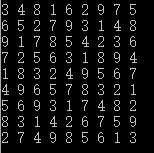 3 4 8 1 6 2 9 7 5
6 5 2 7 9 3 1 4 8
9 1 7 8 5 4 2 3 6
7 2 5 6 3 1 8 9 4
1 8 3 2 4 9 5 6 7
4 9 6 5 7 8 3 2 1
5 6 9 3 1 7 4 8 2
8 3 1 4 2 6 7 5 9
2 7 4 9 8 5 6 1 3